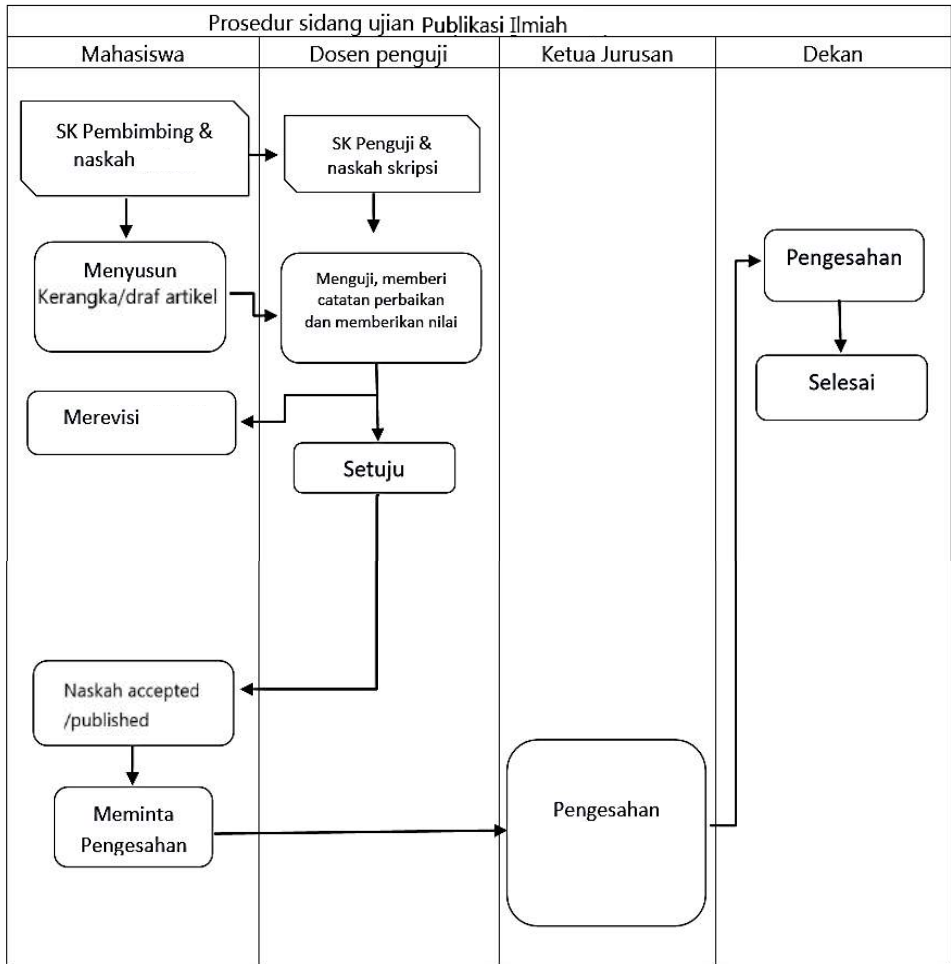 Prosedur sidang ujian Publikasi Ilmiah
Mahasiswa
Dosen penguji
Ketua Jurusan
Dekan
SK Pembimbing &
naskah
SK Penguji &
naskah skripsi
Menyusun
Kerangka/draf artikel
Menguji, memberi
catatan perbaikan
dan memberikan nilai
Pengesahan
Selesai
Merevisi
Setuju
Naskah accepted
/published
Meminta
Pengesahan
Pengesahan